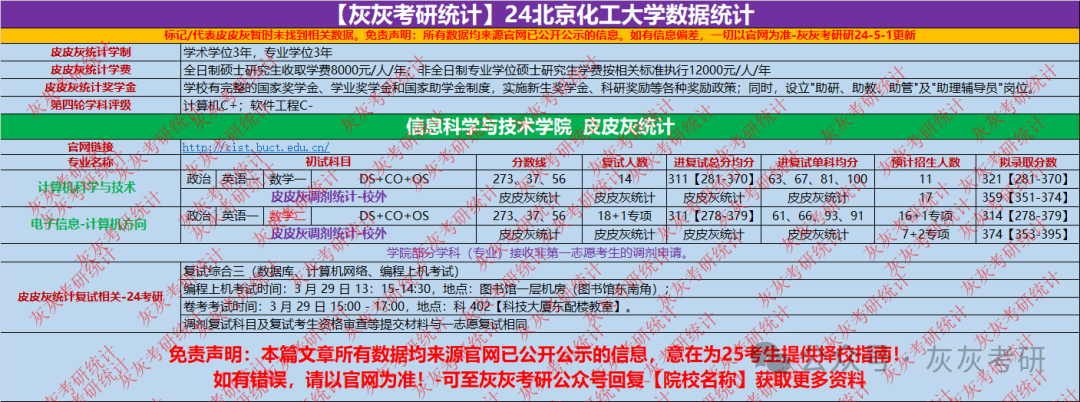 【灰灰考研统计】24北京化工大学数据统计
标记/代表皮皮灰暂时未找到相关数据。免责声明：所有数据均来源官网已公开公示的信息。如有信息偏差，一切以官网为准-灰灰考研研24-5-1更新
皮皮灰统计学制 学术学位3年，专业学位3年
皮皮灰统计学费 全日制硕士研究生收取学费8000元/人/年；非全日制专业学位硕士研究生学费按相关标准执行12000元/人/年
皮皮灰统计奖学金 学校有完整的国家奖学金、学业奖学金和国家助学金制度，实施新生奖学金、科研奖励等各种奖励政策；同时，设立"助研、助教、助管"及"助理辅导员"岗位。
第四轮学科评级 计算机C+；软件工程C-
信息科学与技术学院 皮皮灰统计
官网链接 http://cist.buct.edu.cn/
专业名称 初试科目 分数线 复试人数 进复试总分均分 进复试单科均分 预计招生人数 拟录取分数
计算机科学与技术 政治 英语一 数学一 DS+CO+OS 273、37、56 14 311【281-370】 63、67、81、100 11 321【281-370】
皮皮灰调剂统计-校外 皮皮灰统计 皮皮灰统计 皮皮灰统计 皮皮灰统计 17 359【351-374】
电子信息-计算机方向 政治 英语一 数学二 DS+CO+OS 273、37、56 18+1专项 311【278-379】 61、66、93、91 16+1专项 314【278-379】
皮皮灰调剂统计-校外 皮皮灰统计 皮皮灰统计 皮皮灰统计 皮皮灰统计 7+2专项 374【353-395】
学院部分学科（专业）接收非第一志愿考生的调剂申请。
皮皮灰统计复试相关-24考研
复试综合三（数据库、计算机网络、编程上机考试）
编程上机考试时间：3 月 29 日 13：15-14:30，地点：图书馆一层机房（图书馆东南角）；
卷考考试时间：3 月 29 日 15:00 - 17:00，地点：科 402【科技大厦东配楼教室】。
调剂复试科目及复试考生资格审查等提交材料与一志愿复试相同
免责声明：本篇文章所有数据均来源官网已公开公示的信息，意在为25考生提供择校指南！
如有错误，请以官网为准！-可至灰灰考研公众号回复【院校名称】获取更多资料
公众号 · 灰灰考研
灰灰考研统计